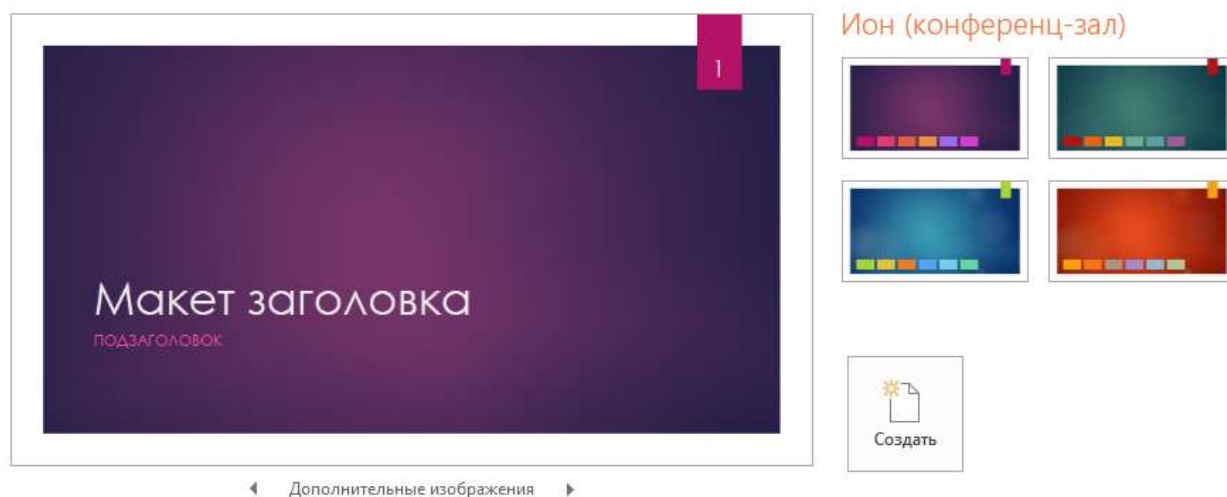 Ион (конференц-зал)
1
Макет заголовка
ПОДЗАГОЛОВОК
Создать
Дополнительные изображения